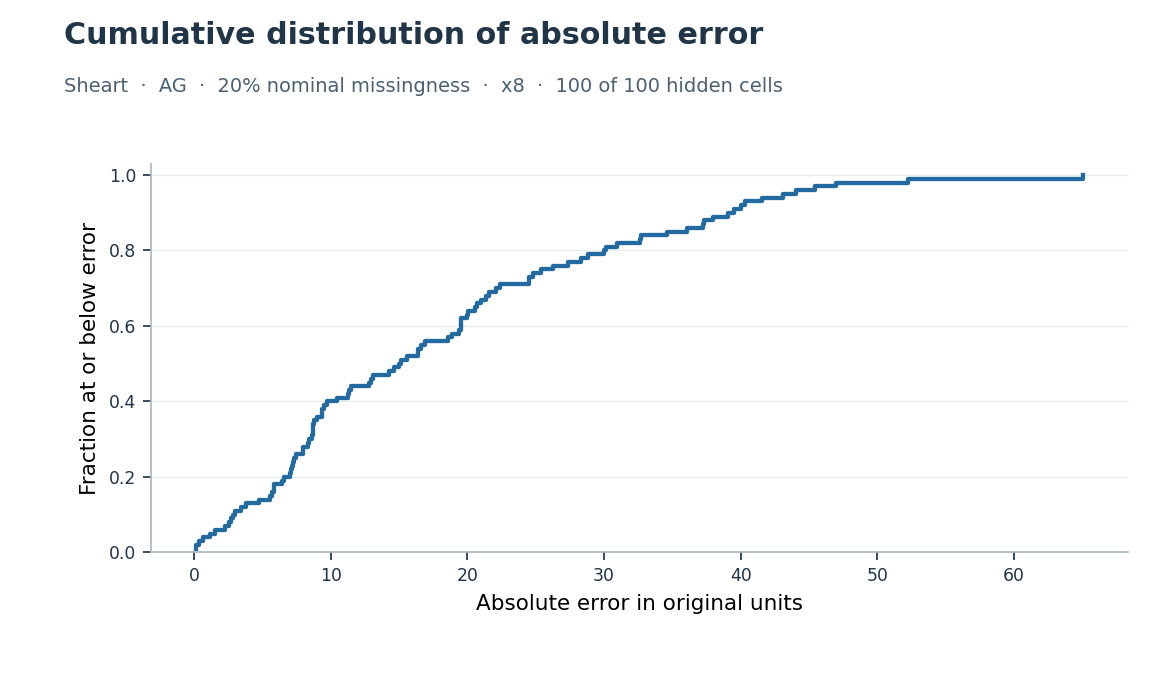 Cumulative distribution of absolute error
Sheart · AG · 20% nominal missingness · x8 · 100 of 100 hidden cells
Fraction at or below error
1.0
0.8
0.6
0.4
0.2
0.0
0 10 20 30 40 50 60
Absolute error in original units